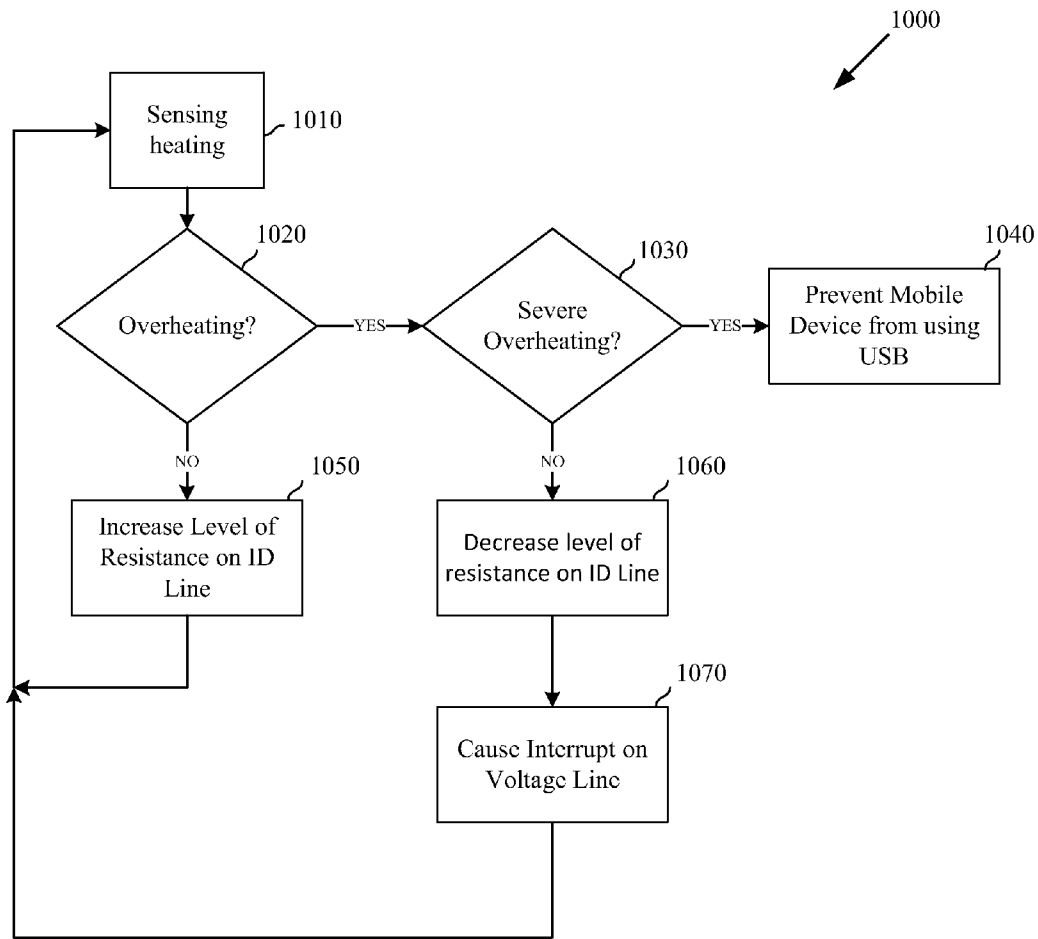 1000
Sensing
heating
1010
1020
Overheating?
YES
1030
Severe
Overheating?
YES
1040
Prevent Mobile
Device from using
USB
NO
1050
Increase Level of
Resistance on ID
Line
NO
1060
Decrease level of
resistance on ID Line
1070
Cause Interrupt on
Voltage Line